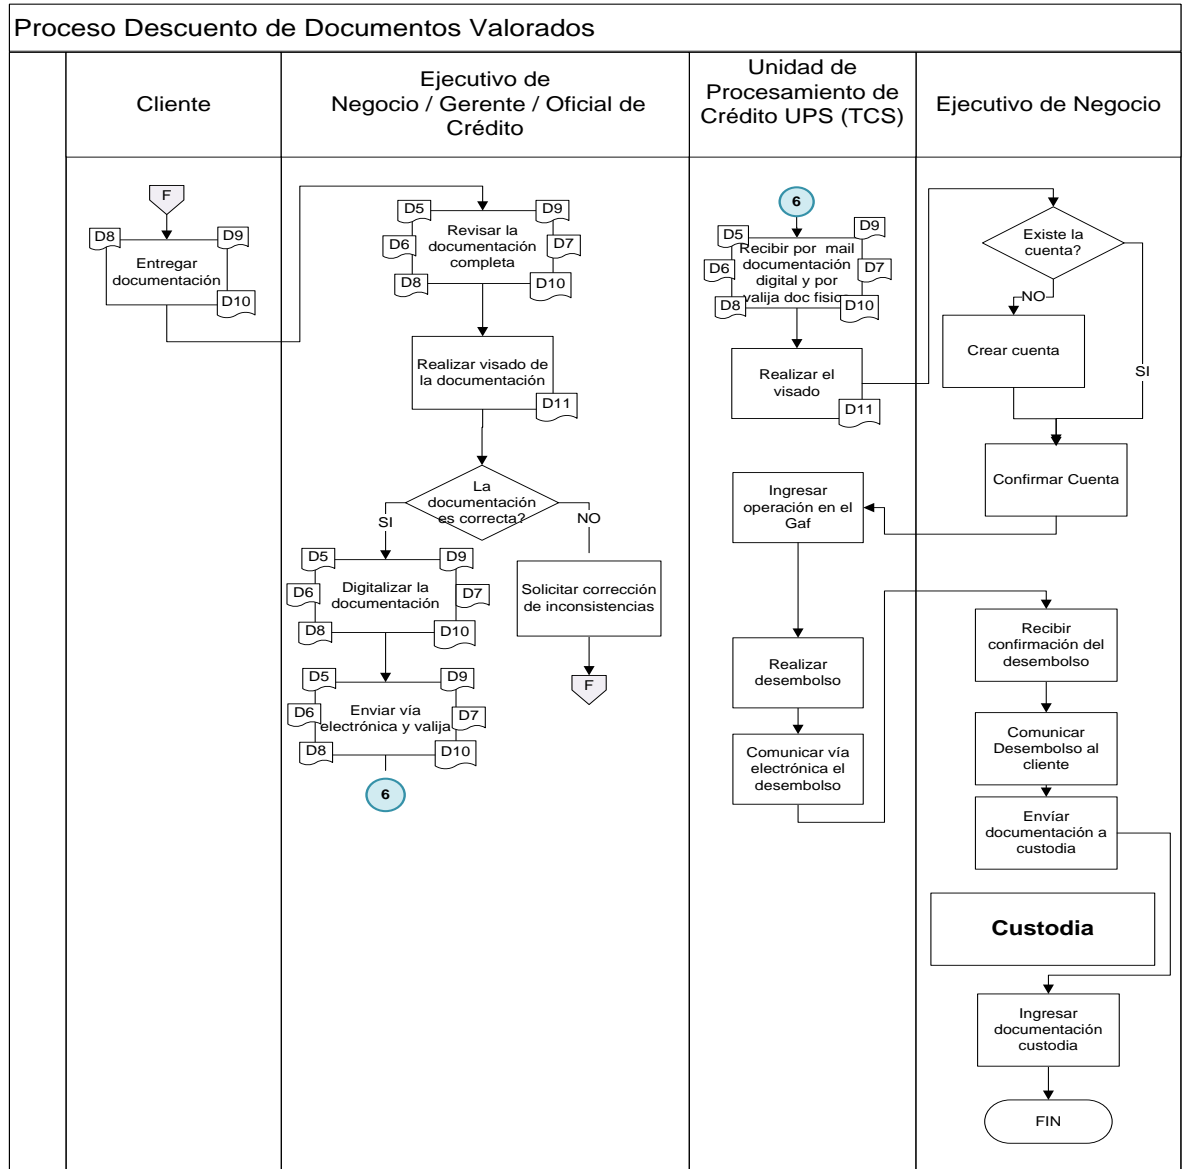 Proceso Descuento de Documentos Valorados
Cliente
Ejecutivo de
Negocio / Gerente / Oficial de
Crédito
Unidad de
Procesamiento de
Crédito UPS (TCS)
Ejecutivo de Negocio
F
D8
D9
Entregar
documentación
D10
D5
D9
Revisar la
D6
documentación
D7
completa
D8
D10
Realizar visado de
la documentación
D11
La
documentación
es correcta?
SI
NO
D5
D9
Digitalizar la
D6
documentación
D7
D8
D10
Solicitar corrección
de inconsistencias
F
D5
D9
Enviar vía
D6
electrónica y valija
D7
D8
D10
6
6
D5
D9
Recibir por mail
D6
documentación
D7
digital y por
valija doc fisico
D8
D10
Realizar el
visado
D11
Ingresar
operación en el
Gaf
Realizar
desembolso
Comunicar vía
electrónica el
desembolso
Existe la
cuenta?
NO
SI
Crear cuenta
Confirmar Cuenta
Recibir
confirmación del
desembolso
Comunicar
Desembolso al
cliente
Envíar
documentación a
custodia
Custodia
Ingresar
documentación
custodia
FIN